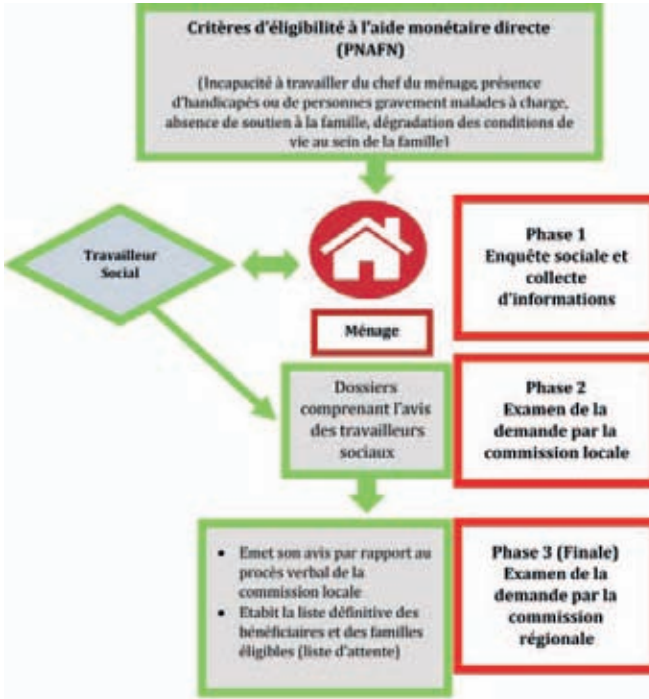 Critères d'éligibilité à l'aide monétaire directe
(PNAFN)
(Incapacité à travailler du chef du ménage, présence
d'handicapés ou de personnes gravement malades à charge,
absence de soutien à la famille, dégradation des conditions de
vie au sein de la famille)
Travailleur
Social
Phase 1
Enquête sociale et
collecte
d'informations
Ménage
Dossiers
comprenant l'avis
des travailleurs
sociaux
Phase 2
Examen de la
demande par la
commission locale
• Emet son avis par rapport au
procès verbal de la
commission locale
• Etabit la liste définitive des
bénéficiaires et des familles
éligibles (liste d'attente)
Phase 3 (Finale)
Examen de la
demande par la
commission
régionale